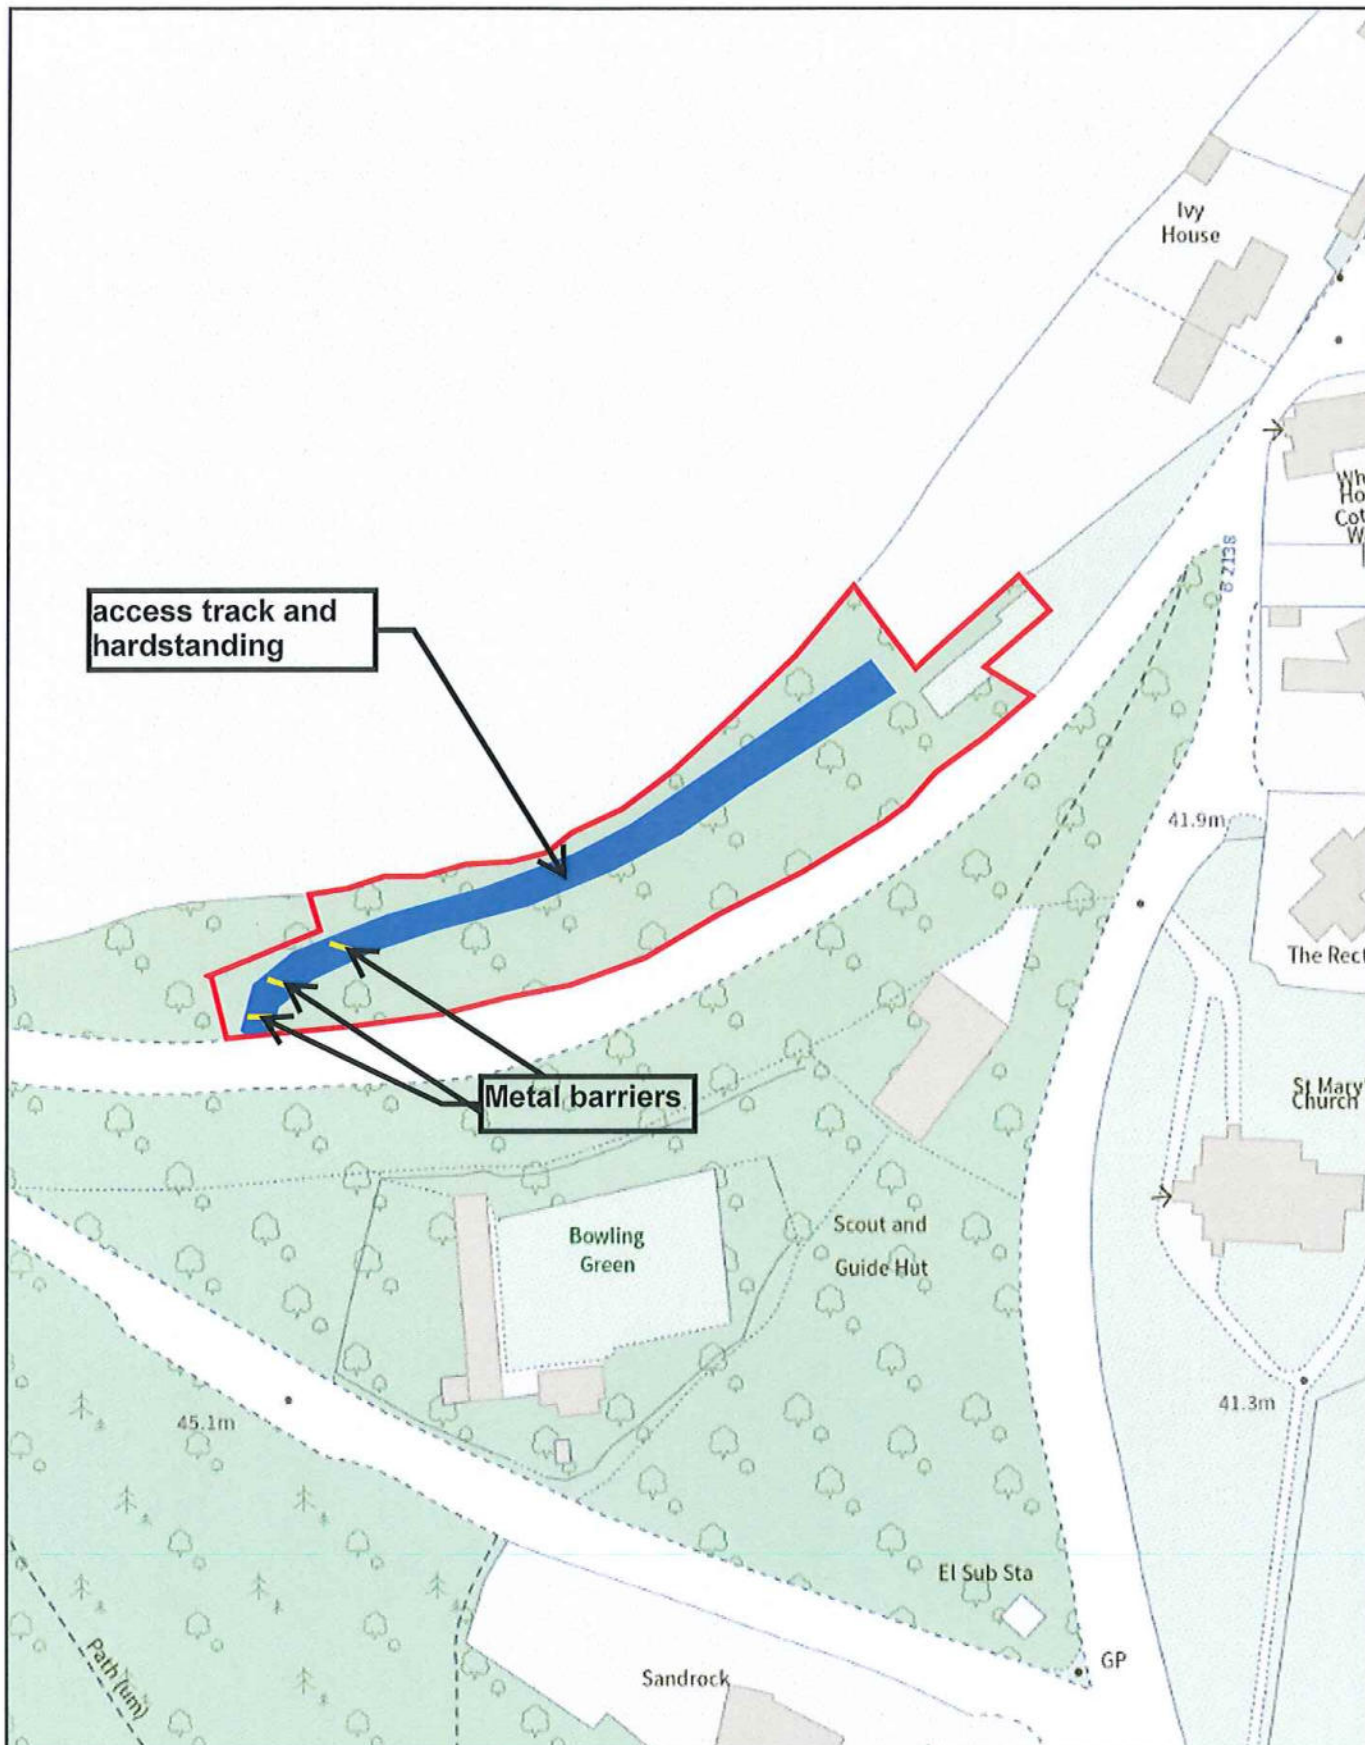 Ivy
House
B 2138
access track and
hardstanding
41.9m
The Rect
Metal barriers
St Mary
Church
Bowling
Green
Scout and
Guide Hut
45.1m
41.3m
El Sub Sta
GP
Path (um)
Sandrock